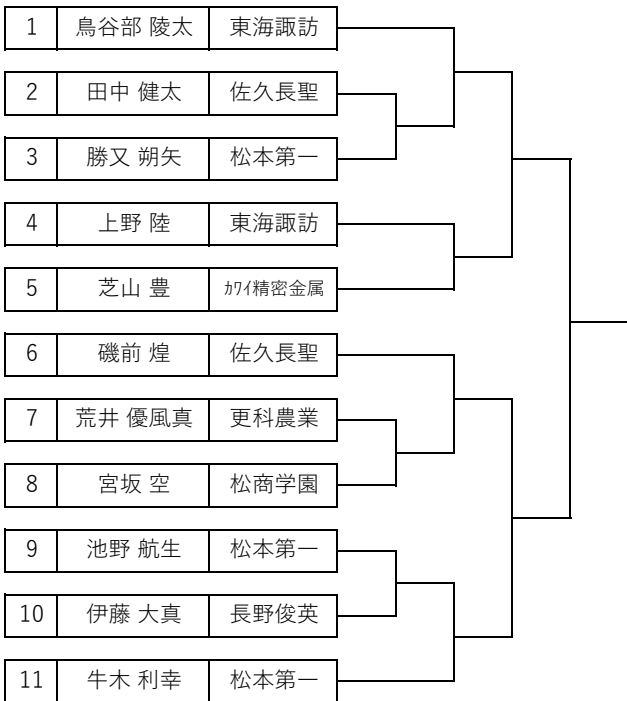 1 鳥谷部 陵太 東海諏訪
2 田中 健太 佐久長聖
3 勝又 朔矢 松本第一
4 上野 陸 東海諏訪
5 芝山 豊 ｶﾜｲ精密金属
6 磯前 煌 佐久長聖
7 荒井 優風真 更科農業
8 宮坂 空 松商学園
9 池野 航生 松本第一
10 伊藤 大真 長野俊英
11 牛木 利幸 松本第一